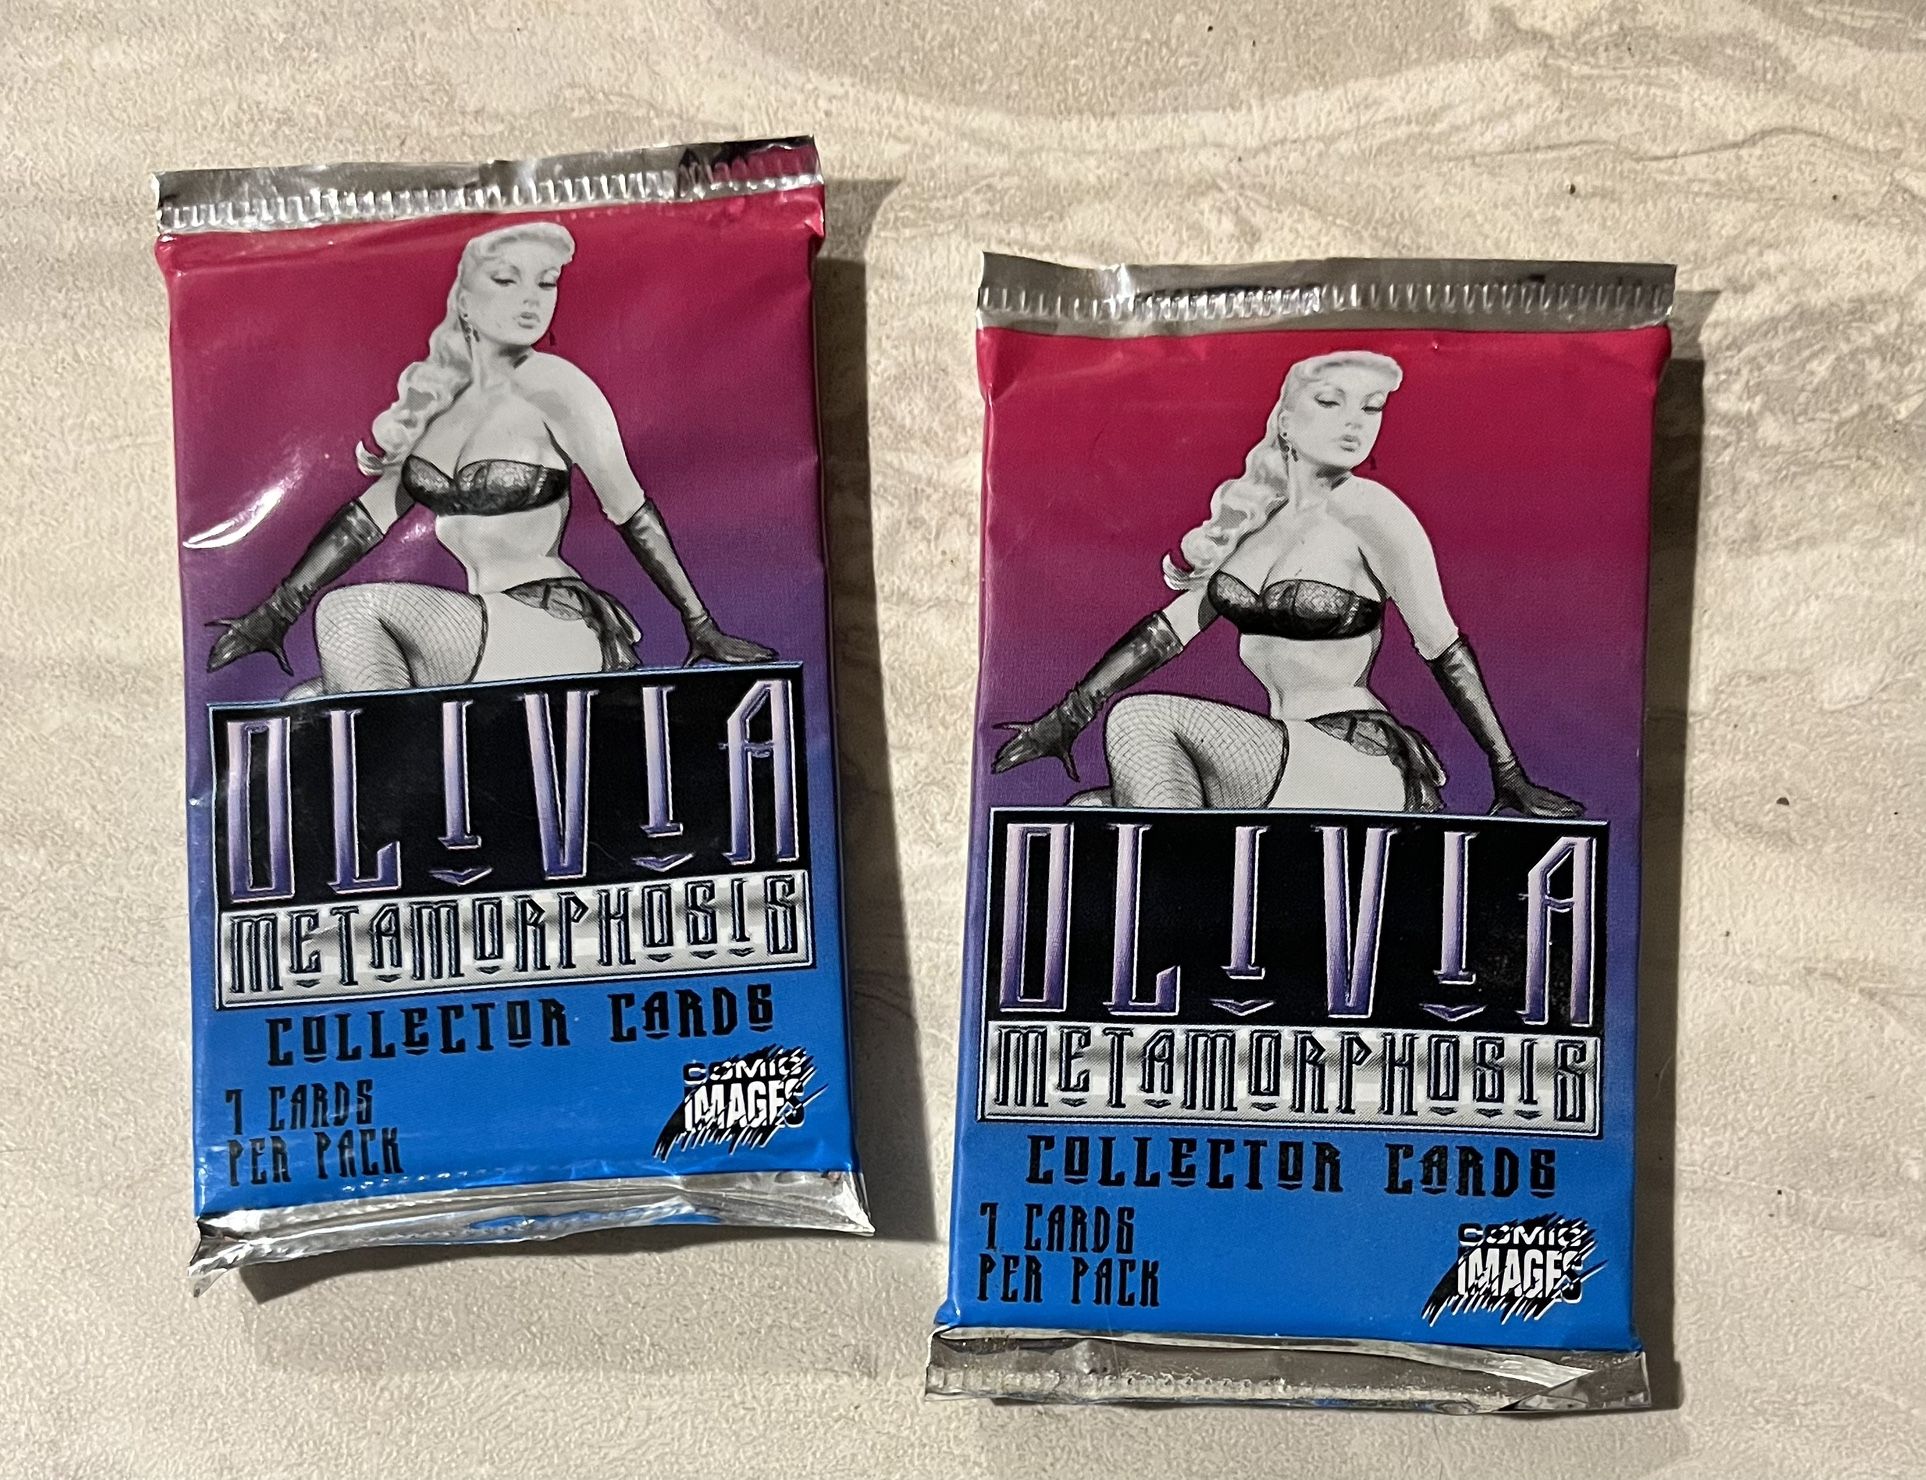 OLIVIA
METAMORPHOSIS
COLLECTOR CARDS
7 CARDS
PER PACK
COMIC
IMAGES
OLIVIA
METAMORPHOSIS
COLLECTOR CARDS
7 CARDS
PER PACK
COMIC
IMAGES